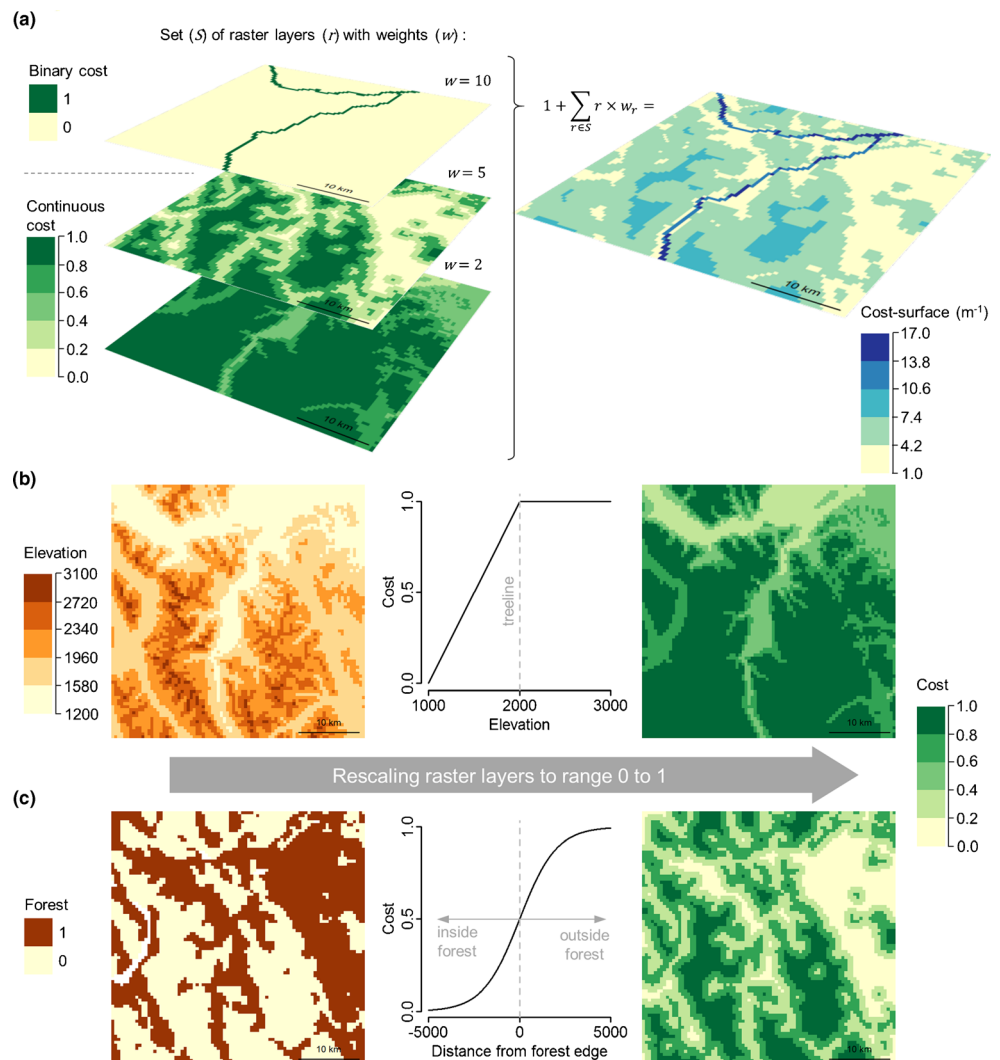 (a)
Set (S) of raster layers (r) with weights (w) :
Binary cost
1
0
w = 10
10 km
w = 5
Continuous
cost
1.0
0.8
0.6
0.4
0.2
0.0
w = 2
10 km
1 + ∑ r × w_r =
r∈S
10 km
Cost-surface (m⁻¹)
17.0
13.8
10.6
7.4
4.2
1.0
(b)
Elevation
3100
2720
2340
1960
1580
1200
10 km
Cost
1.0
0.5
0.0
treeline
1000
2000
3000
Elevation
10 km
Cost
1.0
0.8
0.6
0.4
0.2
0.0
Rescaling raster layers to range 0 to 1
(c)
Forest
1
0
10 km
Cost
1.0
0.5
0.0
inside
forest
outside
forest
-5000
0
5000
Distance from forest edge
10 km